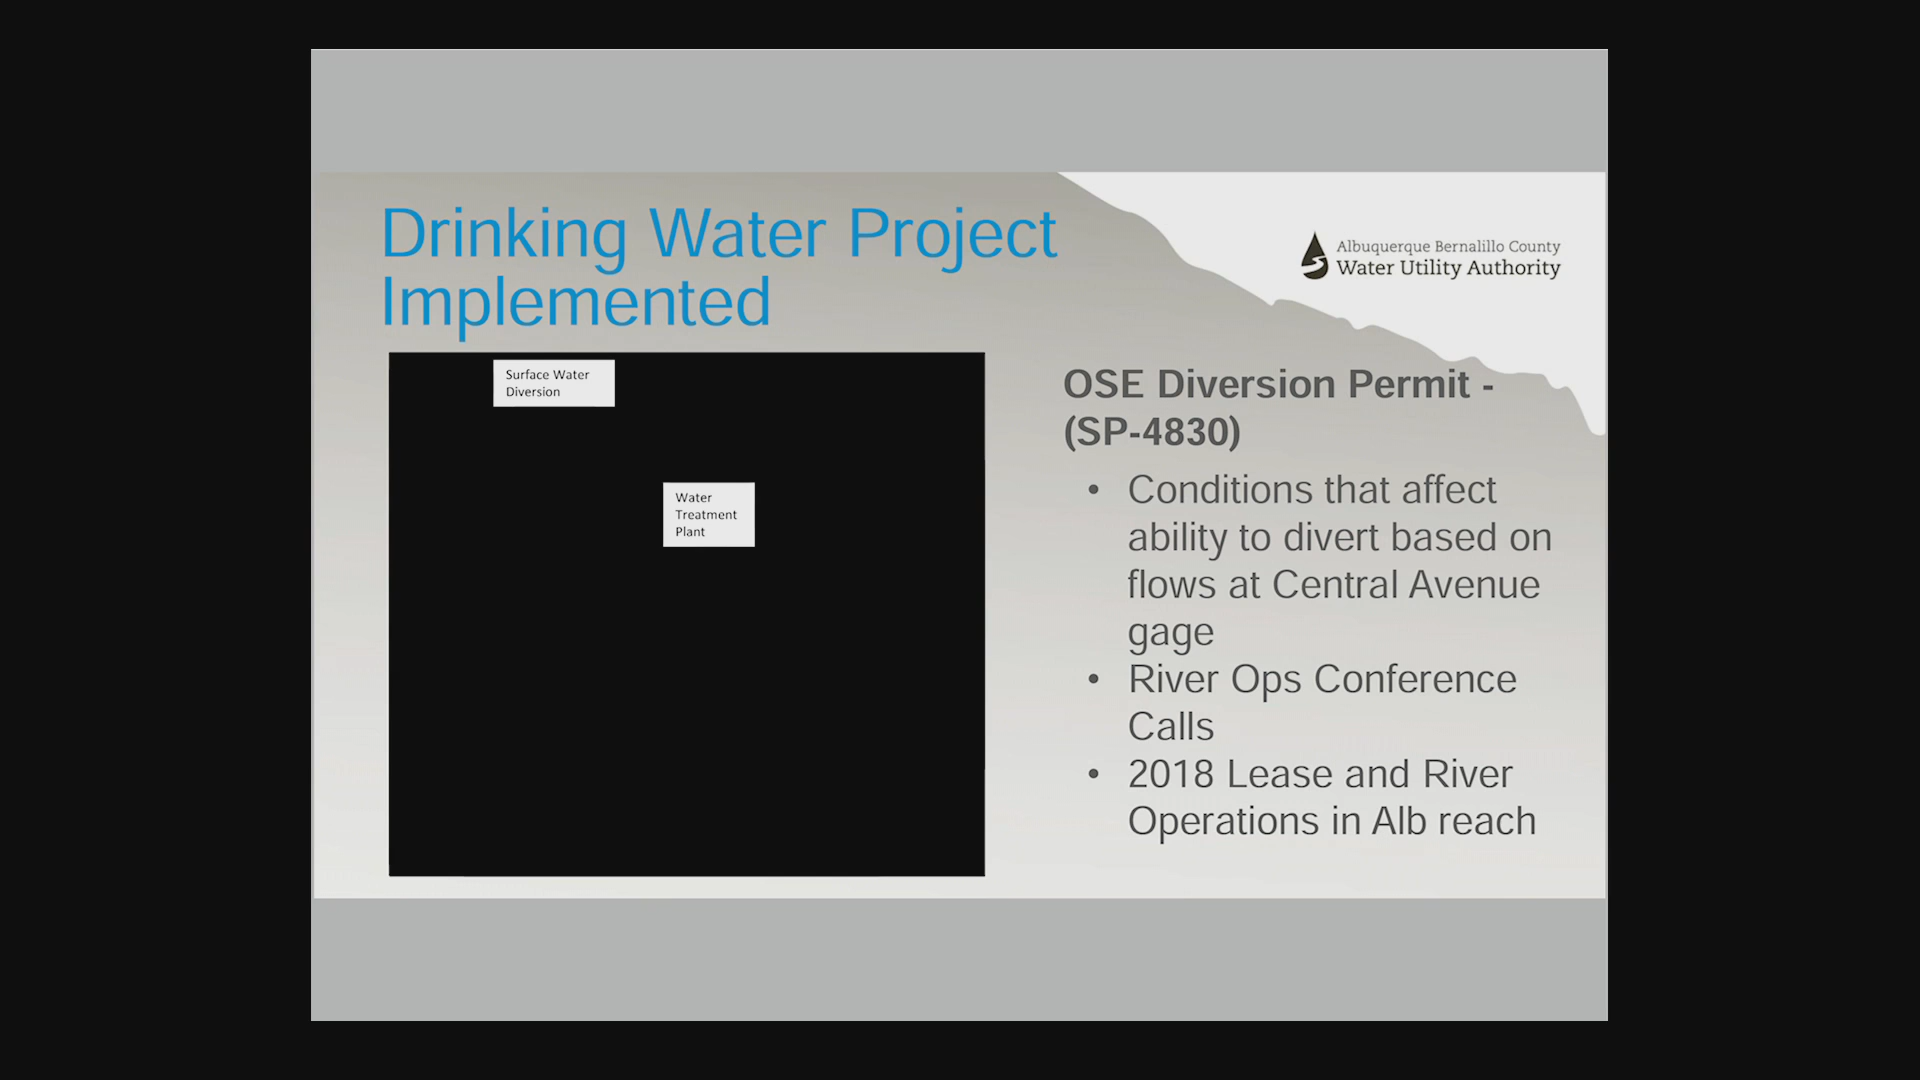 Drinking Water Project
Implemented
Albuquerque Bernalillo County
Water Utility Authority
Surface Water
Diversion
Water
Treatment
Plant
OSE Diversion Permit -
(SP-4830)
• Conditions that affect
ability to divert based on
flows at Central Avenue
gage
• River Ops Conference
Calls
• 2018 Lease and River
Operations in Alb reach